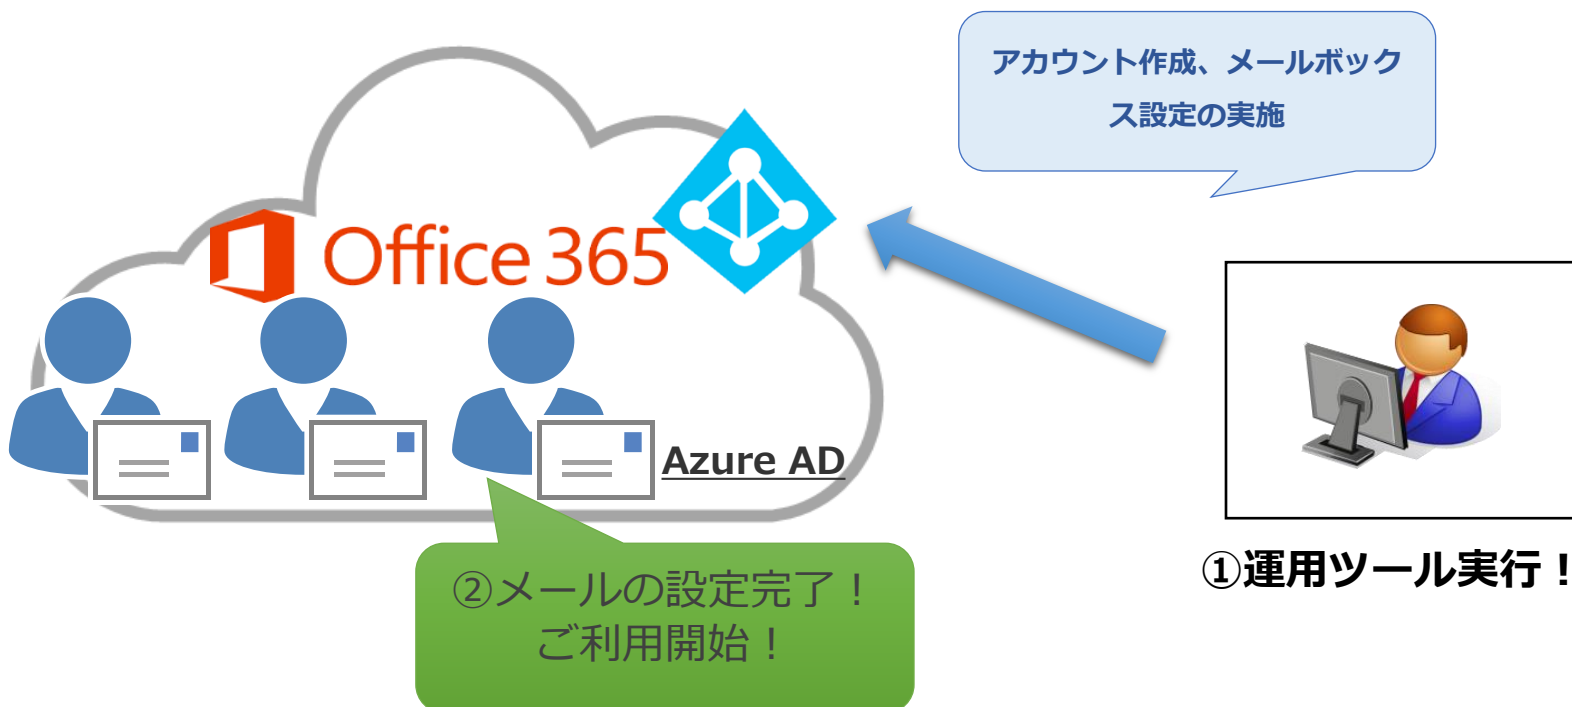 アカウント作成、メールボック
ス設定の実施
Office 365
Azure AD
①運用ツール実行！
②メールの設定完了！
ご利用開始！